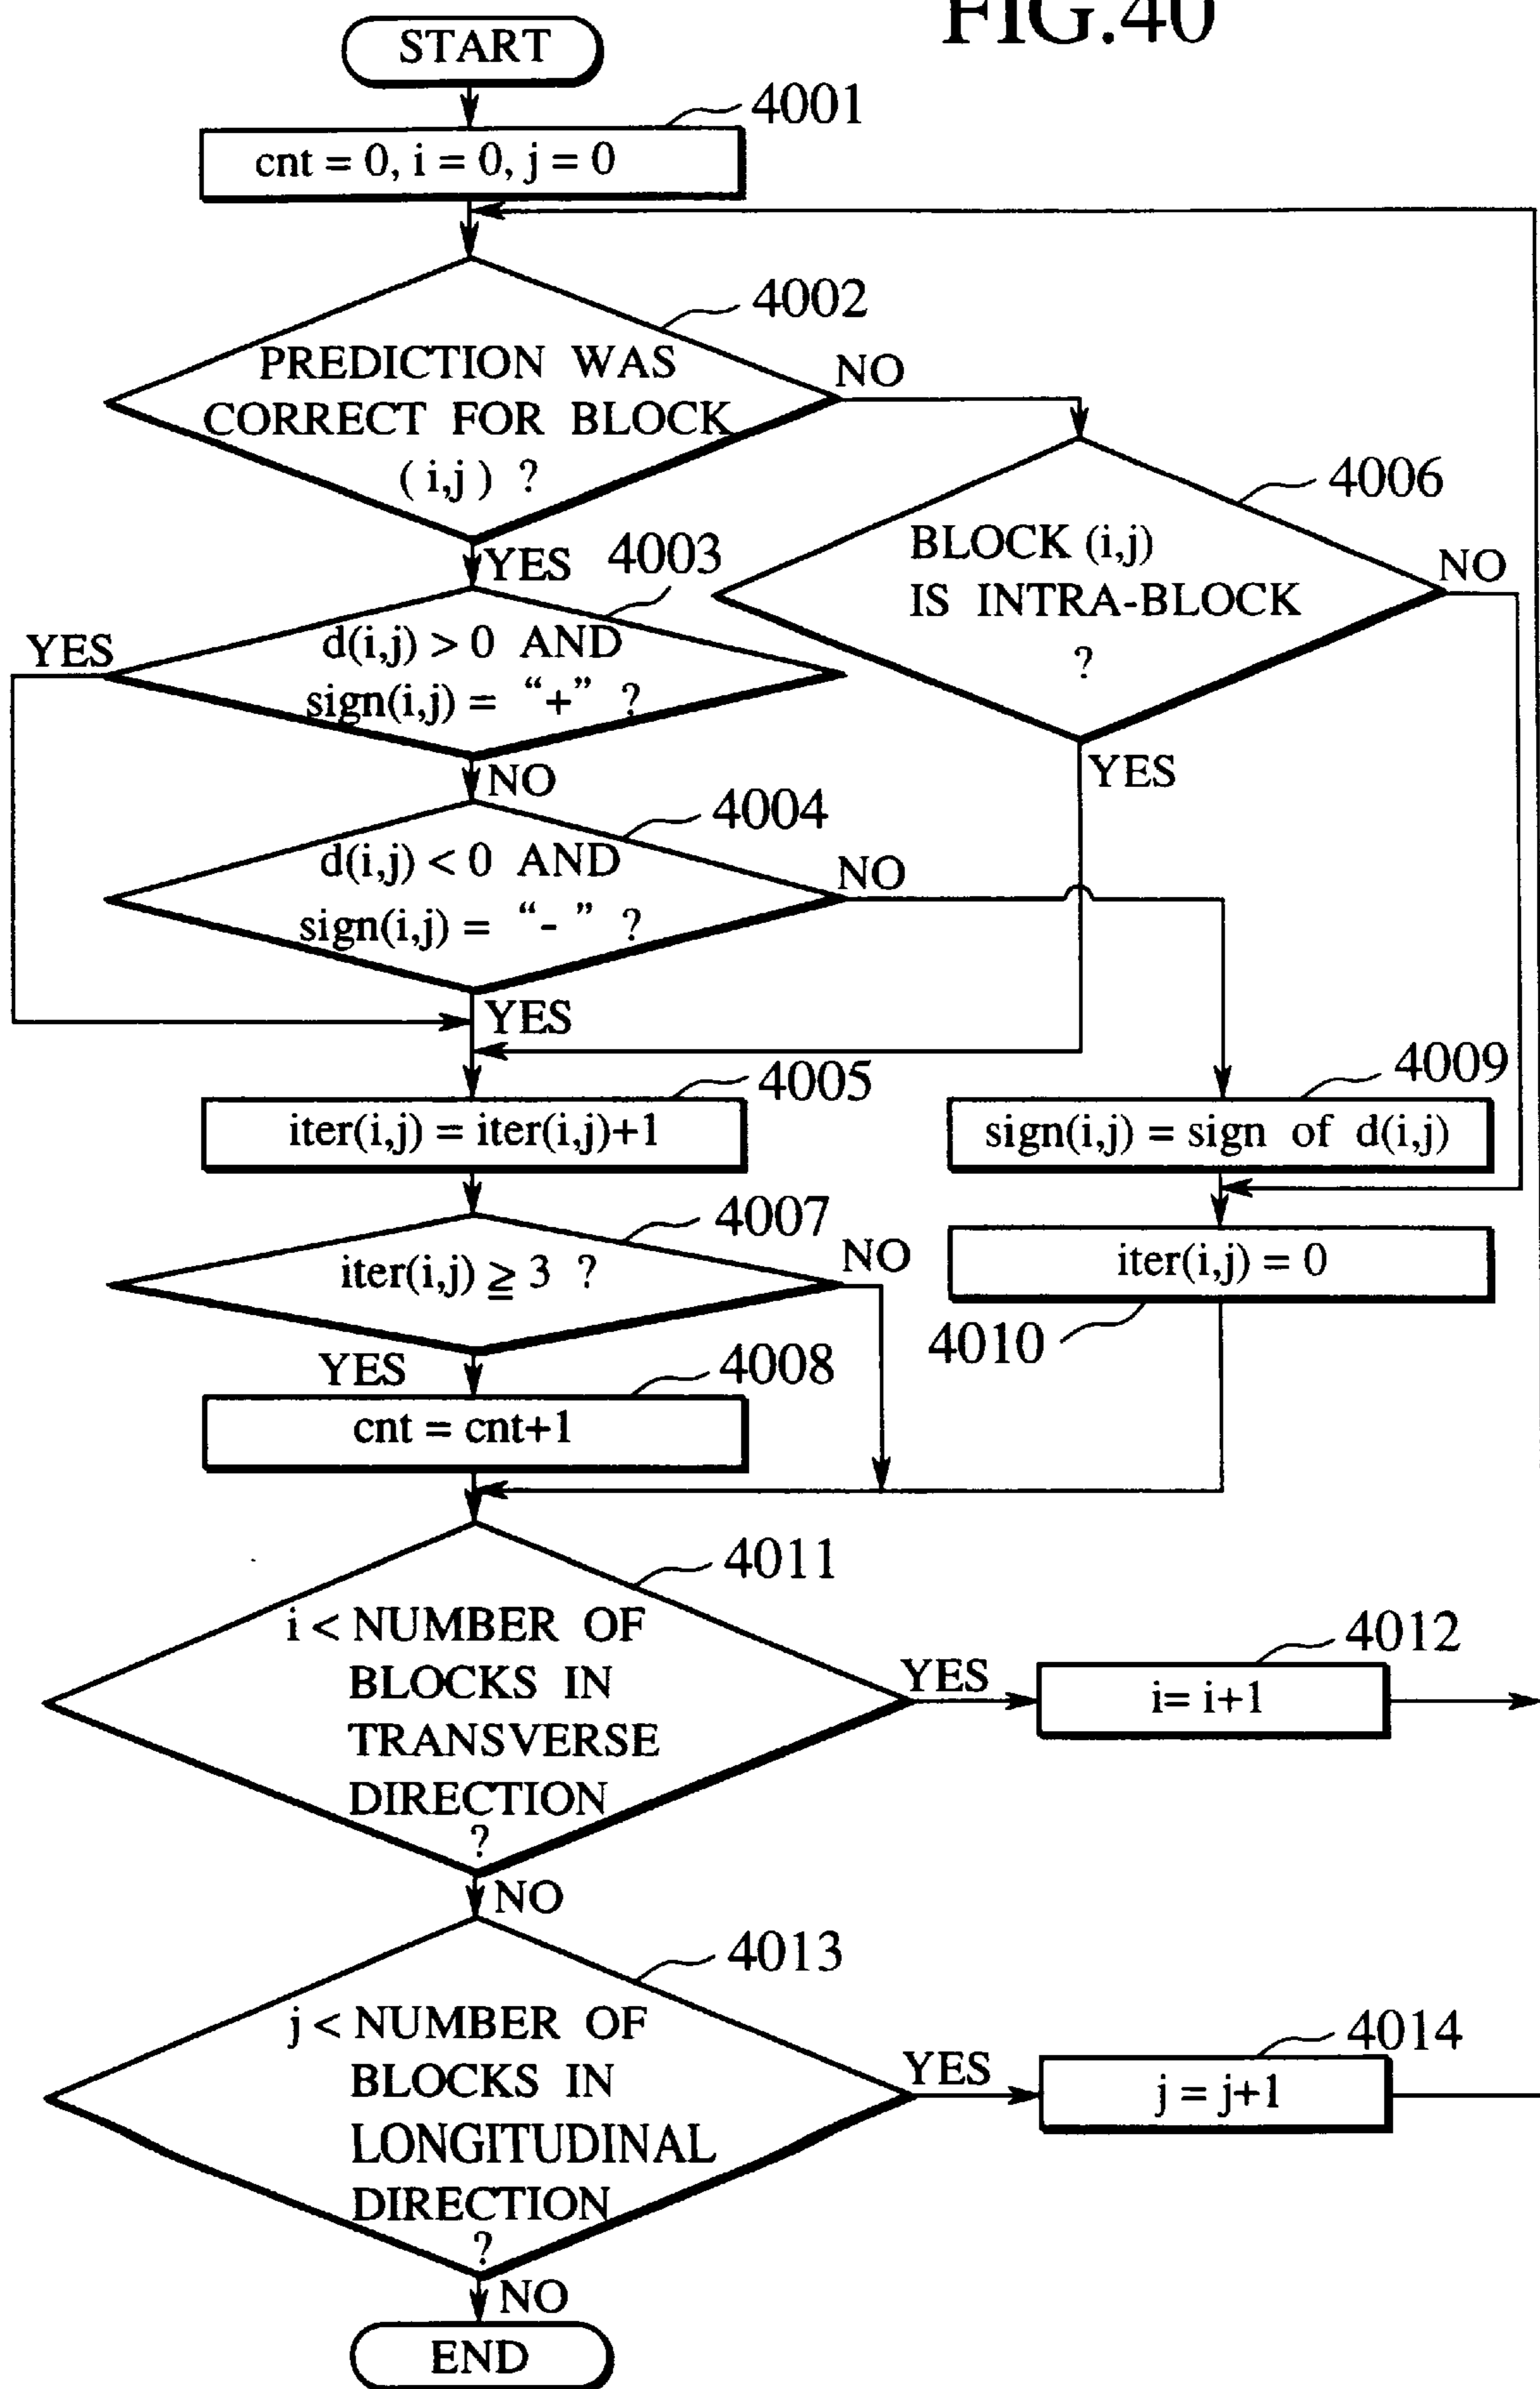 FIG.40
START
4001
cnt = 0, i = 0, j = 0
4002
PREDICTION WAS
CORRECT FOR BLOCK
( i,j ) ?
NO
YES
4006
BLOCK (i,j)
IS INTRA-BLOCK
?
NO
YES
4003
d(i,j) > 0 AND
sign(i,j) = “+” ?
YES
NO
4004
d(i,j) < 0 AND
sign(i,j) = “- ” ?
NO
YES
4005
iter(i,j) = iter(i,j)+1
4009
sign(i,j) = sign of d(i,j)
4007
iter(i,j) ≧ 3 ?
NO
YES
iter(i,j) = 0
4010
4008
cnt = cnt+1
4011
i < NUMBER OF
BLOCKS IN
TRANSVERSE
DIRECTION
?
YES
4012
i= i+1
NO
4013
j < NUMBER OF
BLOCKS IN
LONGITUDINAL
DIRECTION
?
YES
4014
j = j+1
NO
END